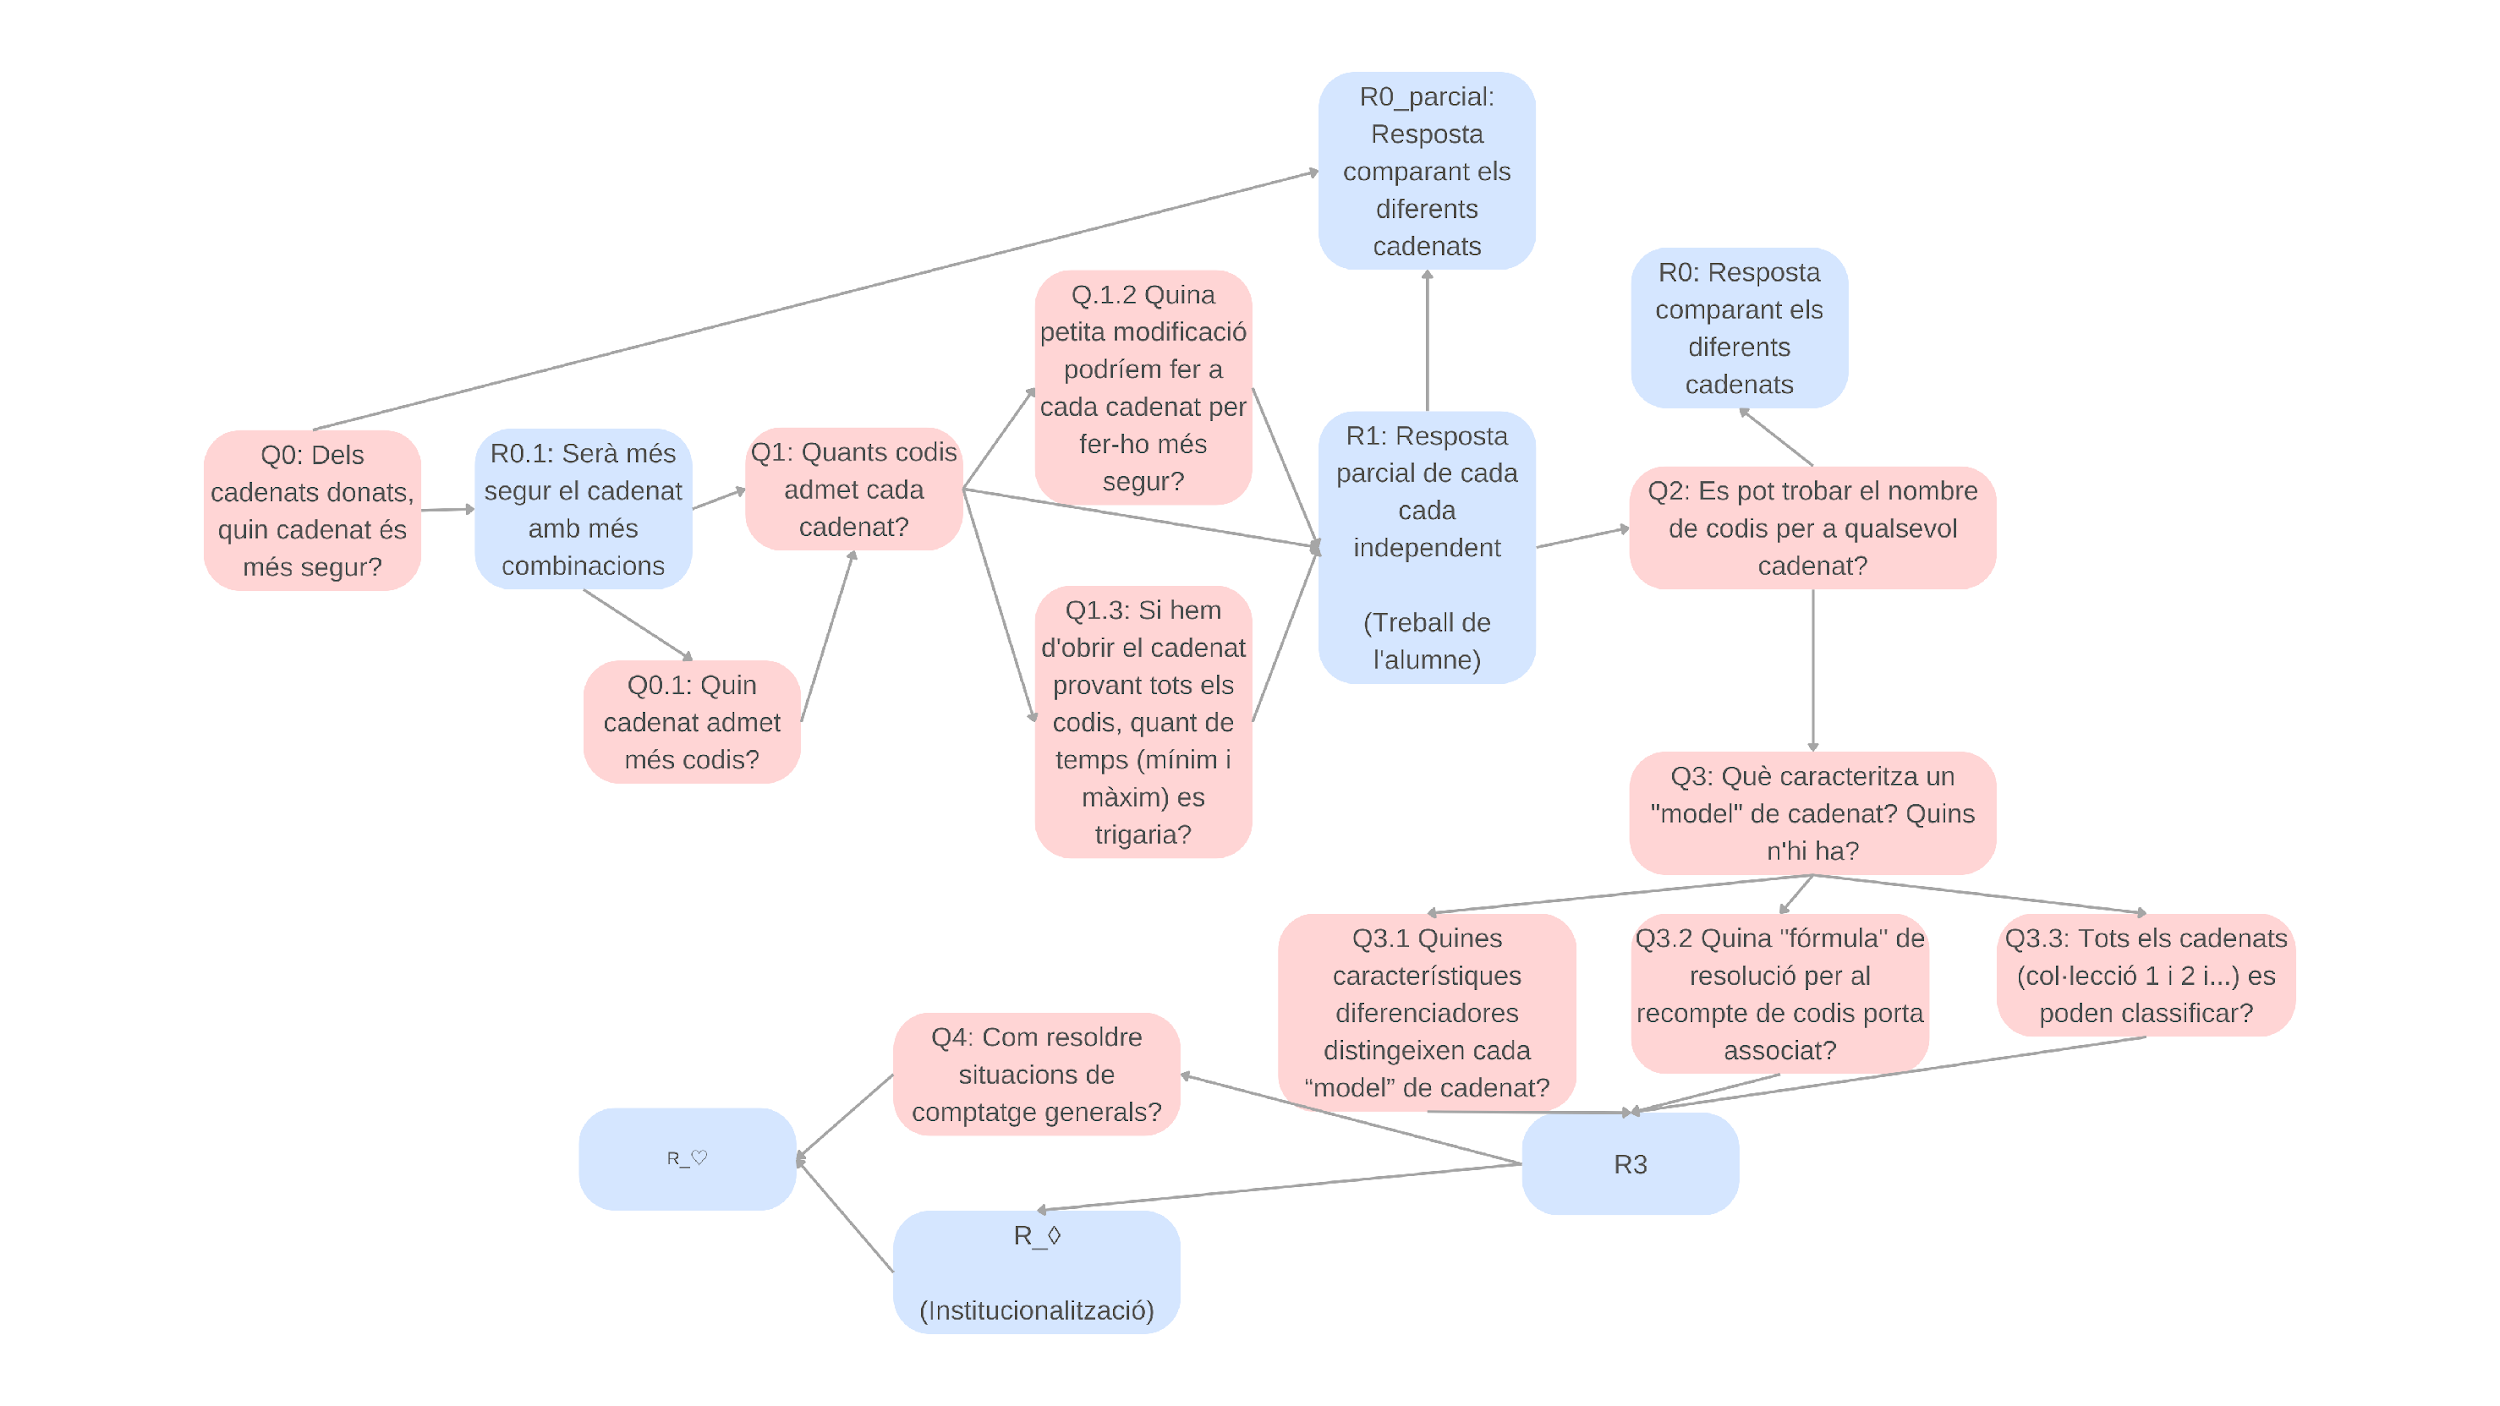 R0_parcial:
Resposta
comparant els
diferents
cadenats
R0: Resposta
comparant els
diferents
cadenats
Q.1.2 Quina
petita modificació
podríem fer a
cada cadenat per
fer-ho més
segur?
Q0: Dels
cadenats donats,
quin cadenat és
més segur?
R0.1: Serà més
segur el cadenat
amb més
combinacions
Q1: Quants codis
admet cada
cadenat?
R1: Resposta
parcial de cada
cada
independent
(Treball de
l'alumne)
Q2: Es pot trobar el nombre
de codis per a qualsevol
cadenat?
Q0.1: Quin
cadenat admet
més codis?
Q1.3: Si hem
d'obrir el cadenat
provant tots els
codis, quant de
temps (mínim i
màxim) es
trigaria?
Q3: Què caracteritza un
"model" de cadenat? Quins
n'hi ha?
Q3.1 Quines
característiques
diferenciadores
distingeixen cada
“model” de cadenat?
Q3.2 Quina "fórmula" de
resolució per al
recompte de codis porta
associat?
Q3.3: Tots els cadenats
(col·lecció 1 i 2 i...) es
poden classificar?
Q4: Com resoldre
situacions de
comptatge generals?
R_♡
R3
R_◊
(Institucionalització)